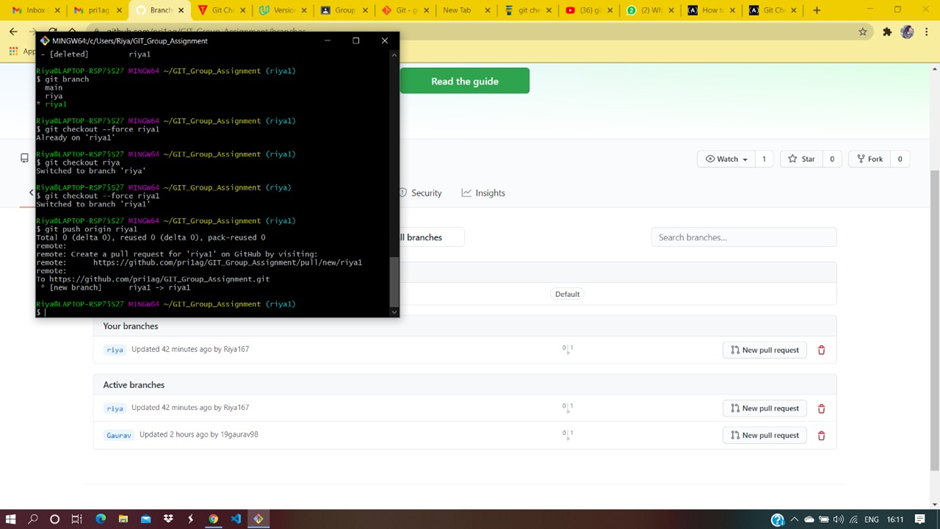 Inbox
pri1ag
Branch
Git Che
Version
Group
Git - g
New Tab
git che
(36) gi
(2) Wh
How to
Git Ch
App
MINGW64:/c/Users/Riya/GIT_Group_Assignment
- [deleted] riya1
Riya@LAPTOP-RSP75S27 MINGW64 ~/GIT_Group_Assignment (riya1)
$ git branch
main
riya
* riya1
Riya@LAPTOP-RSP75S27 MINGW64 ~/GIT_Group_Assignment (riya1)
$ git checkout --force riya1
Already on 'riya1'
Riya@LAPTOP-RSP75S27 MINGW64 ~/GIT_Group_Assignment (riya1)
$ git checkout riya
Switched to branch 'riya'
Riya@LAPTOP-RSP75S27 MINGW64 ~/GIT_Group_Assignment (riya)
$ git checkout --force riya1
Switched to branch 'riya1'
Riya@LAPTOP-RSP75S27 MINGW64 ~/GIT_Group_Assignment (riya1)
$ git push origin riya1
Total 0 (delta 0), reused 0 (delta 0), pack-reused 0
remote:
remote: Create a pull request for 'riya1' on GitHub by visiting:
remote: https://github.com/pri1ag/GIT_Group_Assignment/pull/new/riya1
remote:
To https://github.com/pri1ag/GIT_Group_Assignment.git
* [new branch] riya1 -> riya1
Riya@LAPTOP-RSP75S27 MINGW64 ~/GIT_Group_Assignment (riya1)
$
Read the guide
Watch 1
Star 0
Fork 0
Security
Insights
ll branches
Search branches...
Default
Your branches
riya Updated 42 minutes ago by Riya167 0|1 New pull request
Active branches
riya Updated 42 minutes ago by Riya167 0|1 New pull request
Gaurav Updated 2 hours ago by 19gaurav98 0|1 New pull request
ENG 16:11